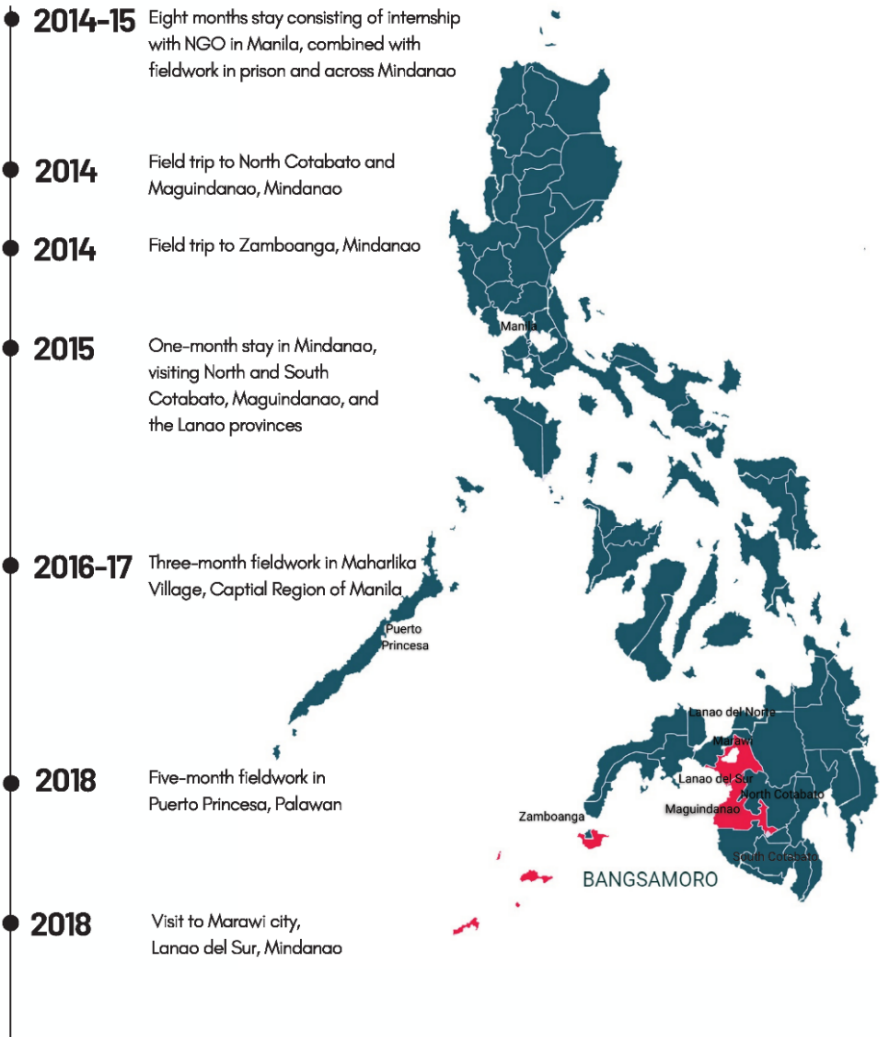 2014-15
Eight months stay consisting of internship
with NGO in Manila, combined with
fieldwork in prison and across Mindanao
2014
Field trip to North Cotabato and
Maguindanao, Mindanao
2014
Field trip to Zamboanga, Mindanao
2015
One-month stay in Mindanao,
visiting North and South
Cotabato, Maguindanao, and
the Lanao provinces
2016-17
Three-month fieldwork in Maharlika
Village, Captial Region of Manila
2018
Five-month fieldwork in
Puerto Princesa, Palawan
2018
Visit to Marawi city,
Lanao del Sur, Mindanao
Manila
Puerto
Princesa
Lanao del Norte
Marawi
Lanao del Sur
North Cotabato
Maguindanao
Zamboanga
South Cotabato
BANGSAMORO